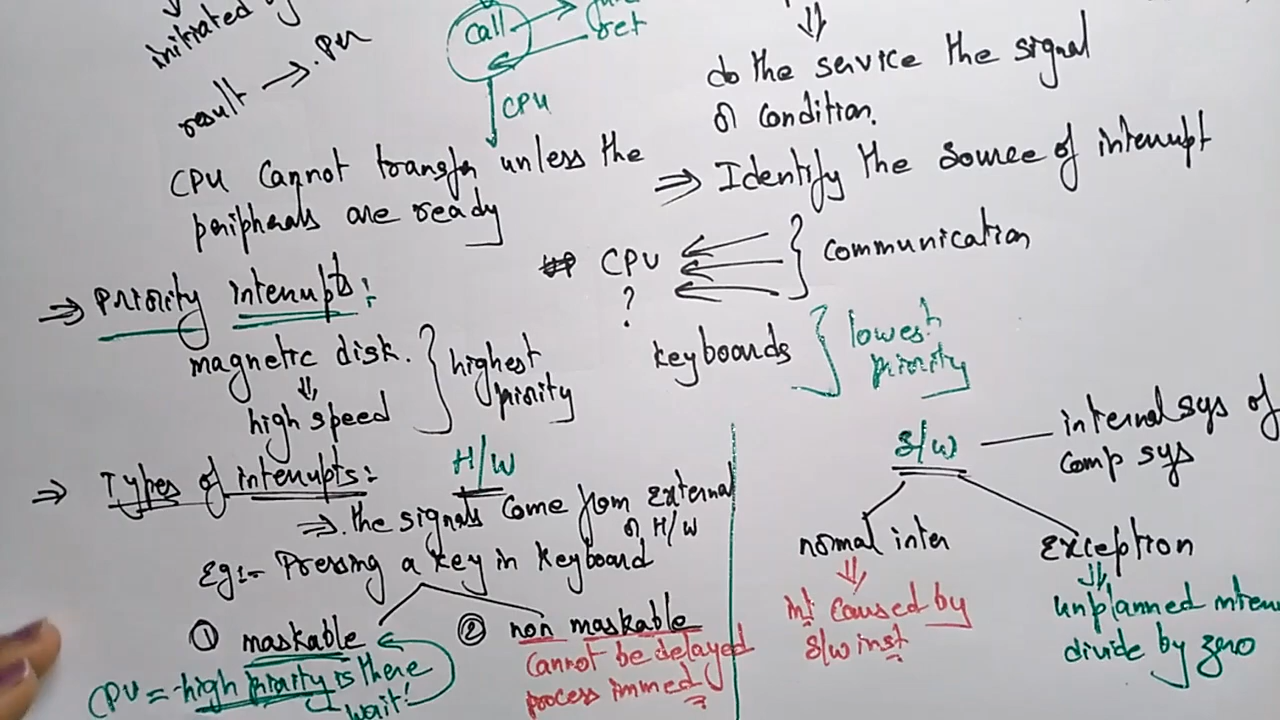 initiated by
result → per
call
ret
CPU
CPU cannot transfer unless the
peripherals are ready
do the service the signal
or condition.
⇒ Identify the source of interrupt
CPU
?
communication
⇒ Priority interrupts:
magnetic disk.
⇓
high speed
highest
priority
keyboards
lowest
priority
⇒ Types of interrupts:
H/W
⇒ the signals come from external
or H/W
Eg:- Pressing a key in keyboard
① maskable
CPU = high priority is there
wait!
② non maskable
cannot be delayed
process immed
S/W
internal sys of
comp sys
normal inter
⇓
int caused by
S/W inst
Exception
⇓
unplanned
divide by zero